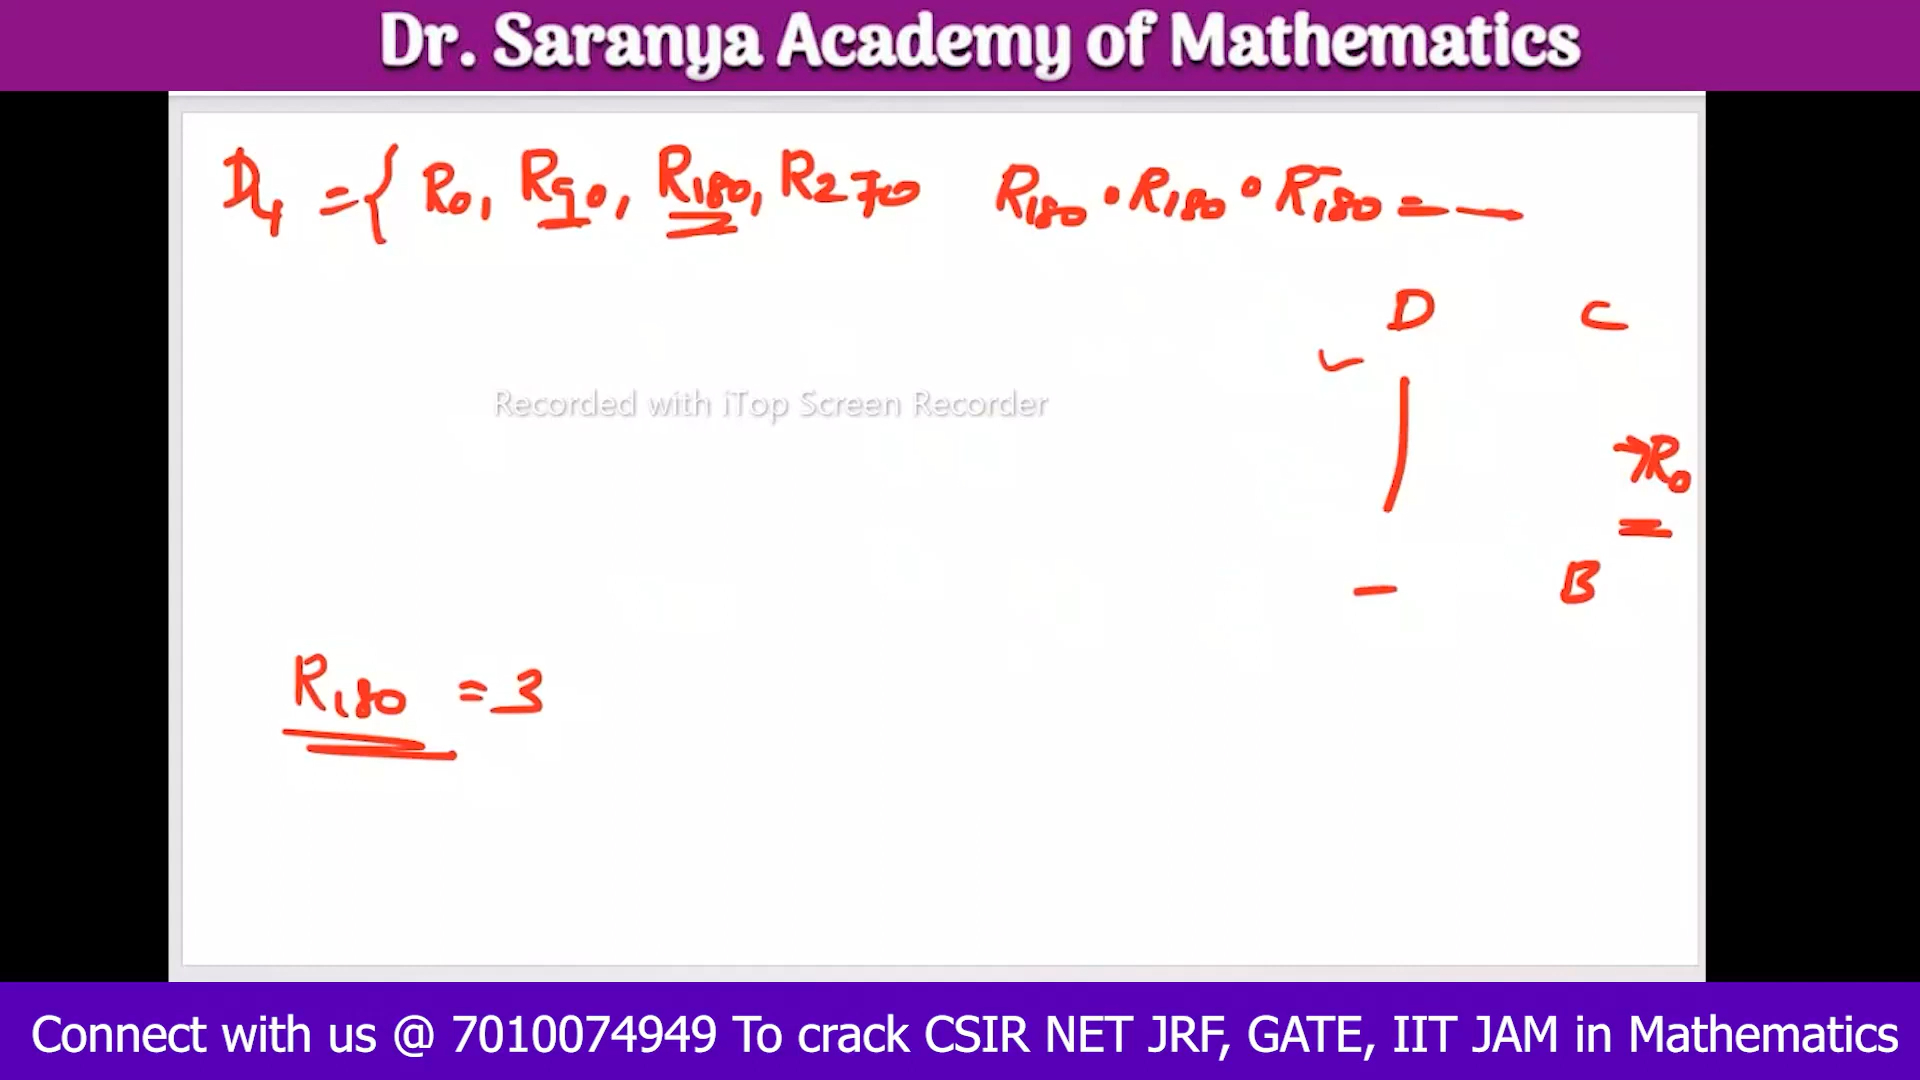 Dr. Saranya Academy of Mathematics
D4 = { R0, R90, R180, R270 R180 · R180 ∘ R180 = —
D C
Recorded with iTop Screen Recorder
→R0
B
R180 = 3
Connect with us @ 7010074949 To crack CSIR NET JRF, GATE, IIT JAM in Mathematics